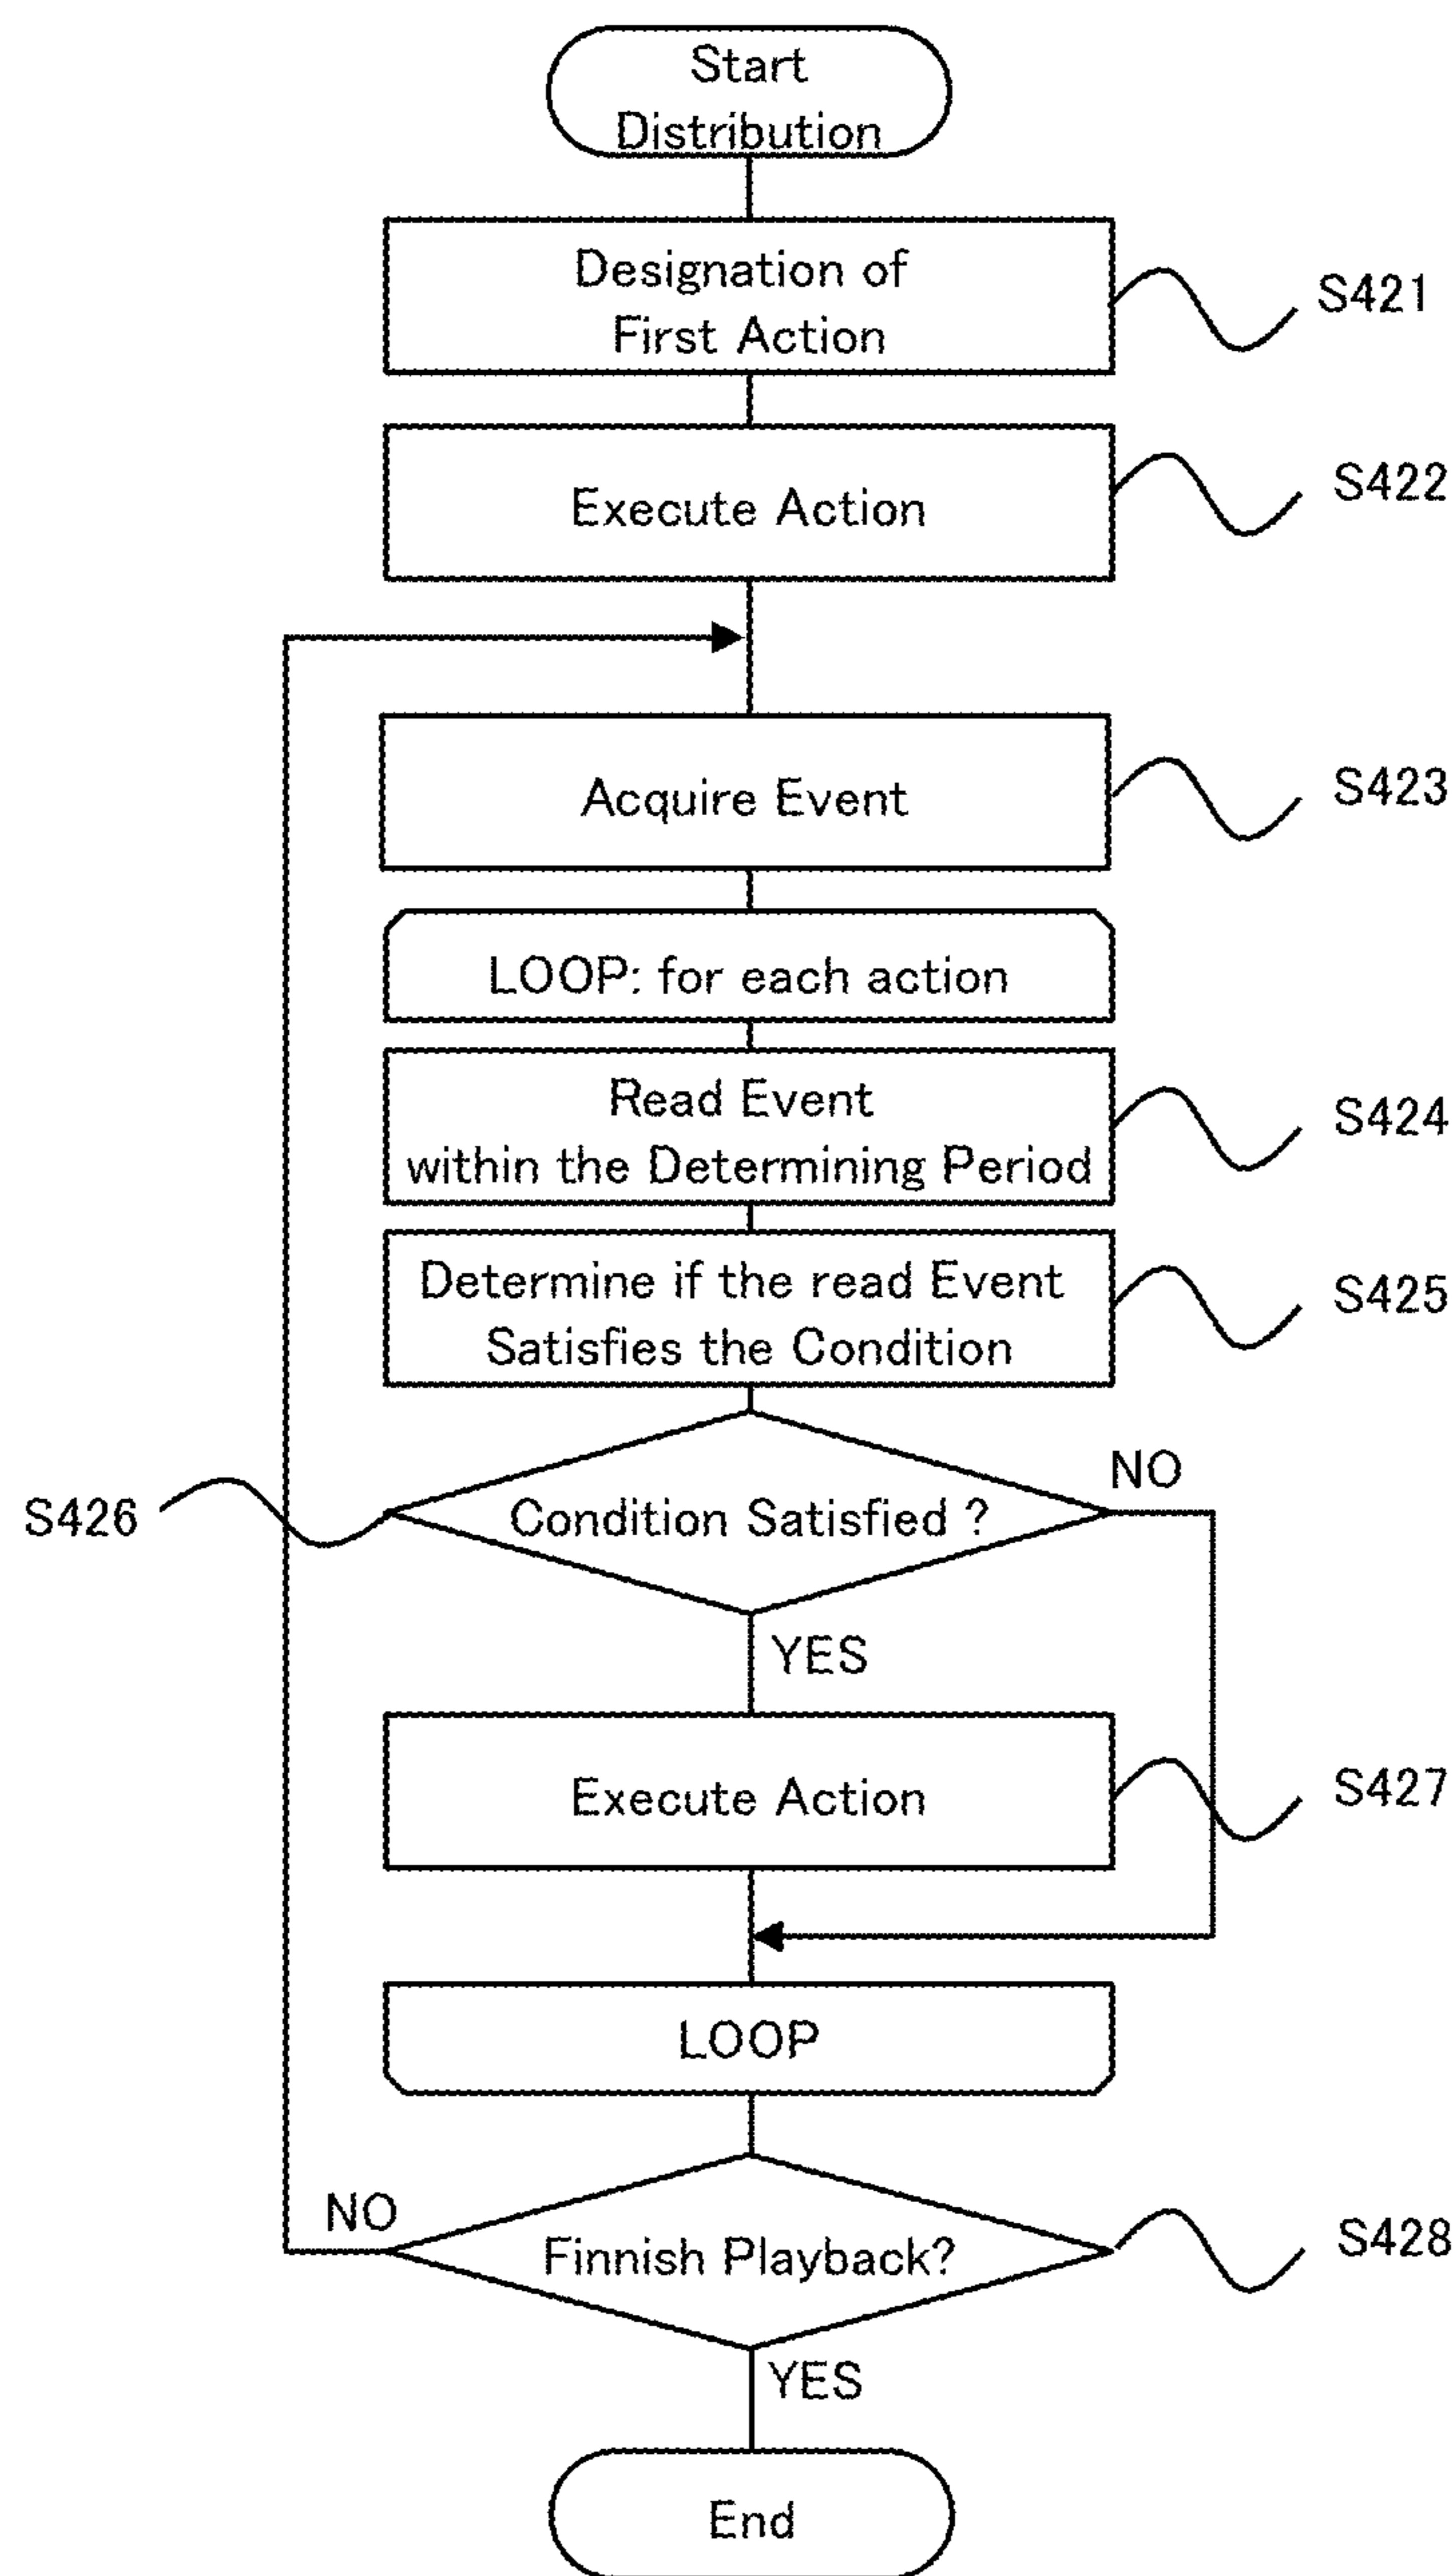 Start
Distribution
Designation of
First Action
S421
Execute Action
S422
Acquire Event
S423
LOOP: for each action
Read Event
within the Determining Period
S424
Determine if the read Event
Satisfies the Condition
S425
Condition Satisfied ?
NO
S426
YES
Execute Action
S427
LOOP
NO
Finnish Playback?
S428
YES
End